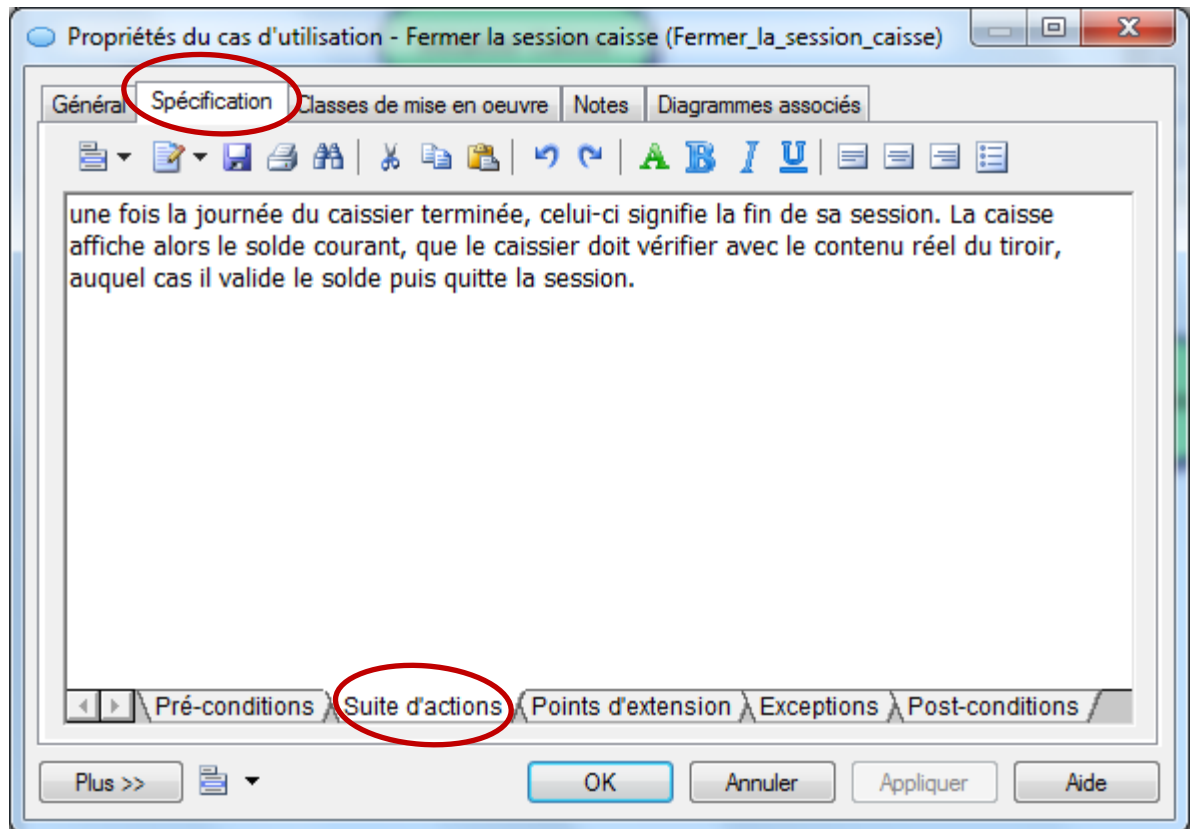 Propriétés du cas d'utilisation - Fermer la session caisse (Fermer_la_session_caisse)
Général Spécification Classes de mise en oeuvre Notes Diagrammes associés
A B I U
une fois la journée du caissier terminée, celui-ci signifie la fin de sa session. La caisse
affiche alors le solde courant, que le caissier doit vérifier avec le contenu réel du tiroir,
auquel cas il valide le solde puis quitte la session.
Pré-conditions Suite d'actions Points d'extension Exceptions Post-conditions
Plus >> OK Annuler Appliquer Aide